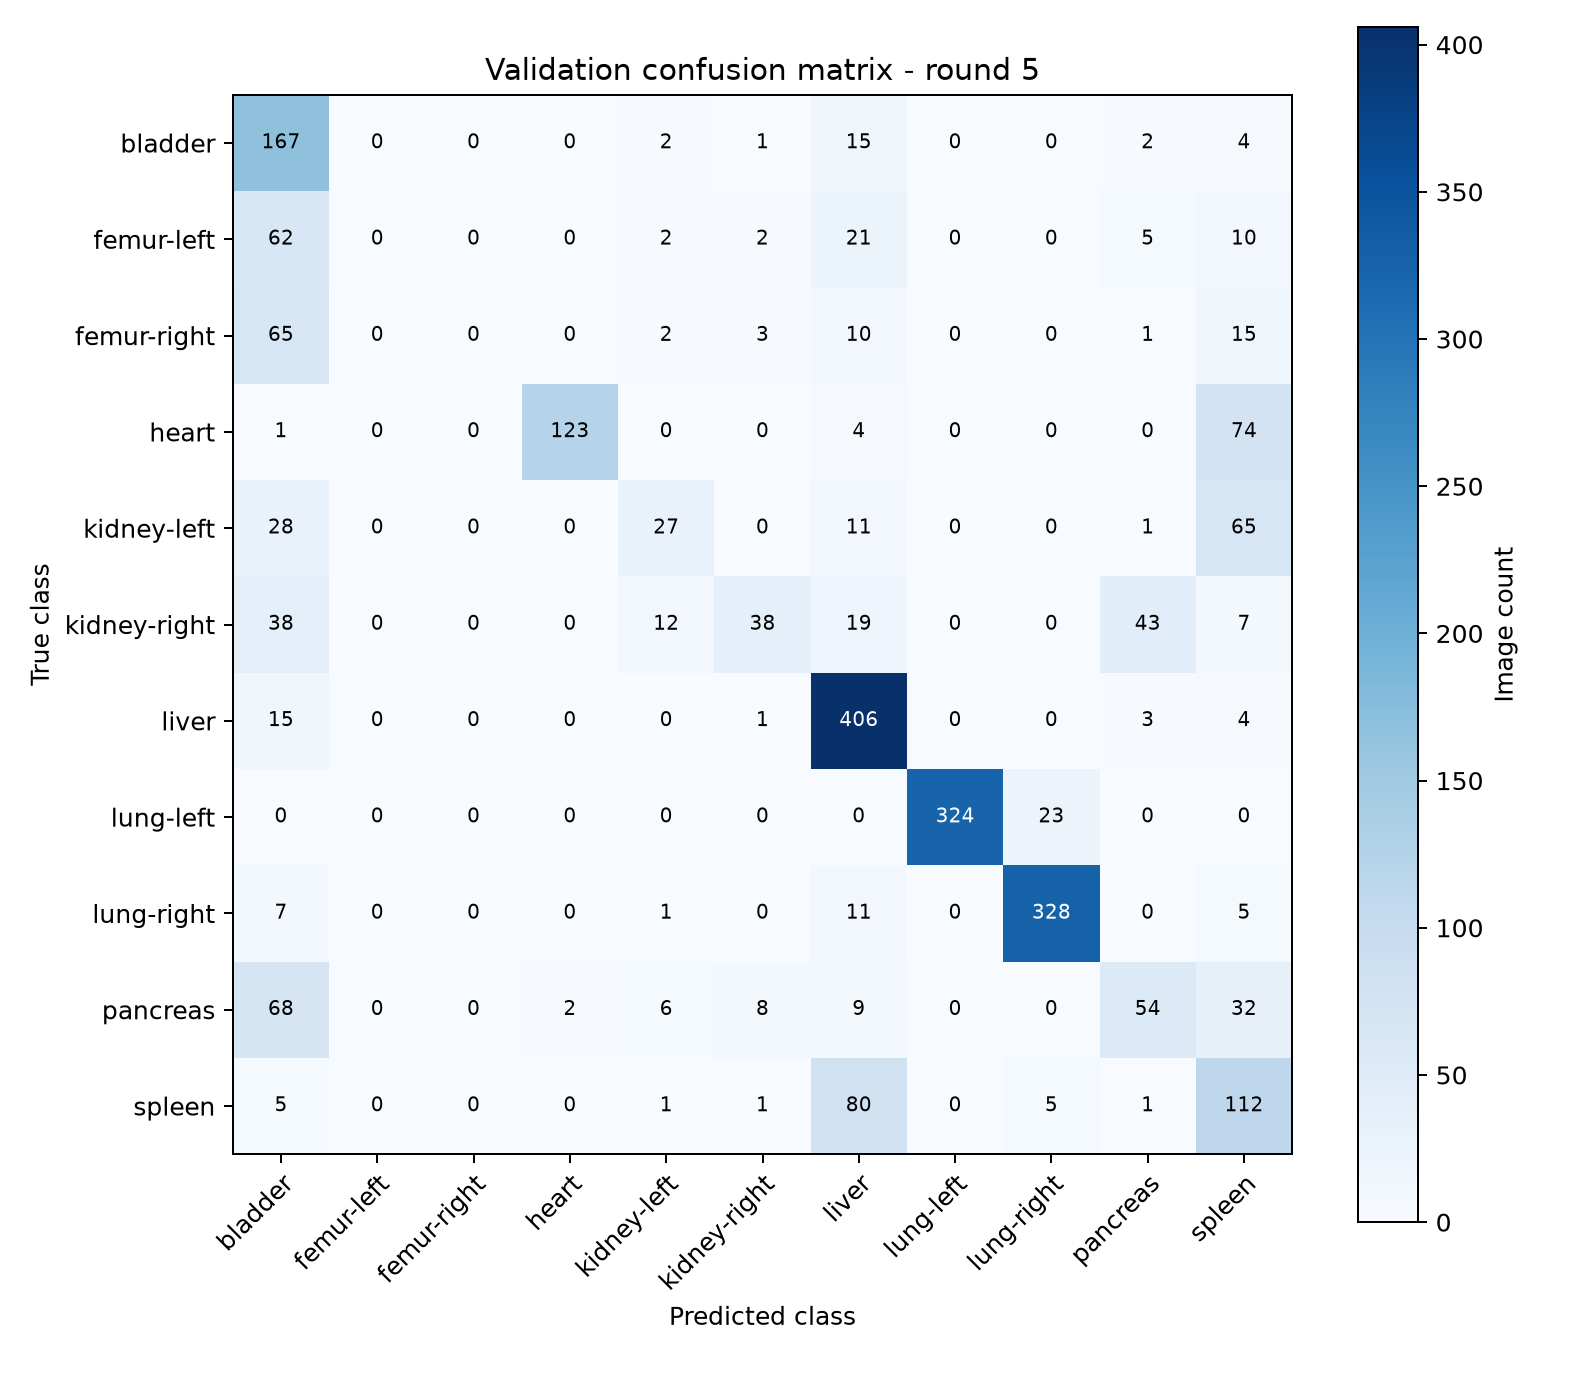 Validation confusion matrix - round 5
True class
bladder 167 0 0 0 2 1 15 0 0 2 4
femur-left 62 0 0 0 2 2 21 0 0 5 10
femur-right 65 0 0 0 2 3 10 0 0 1 15
heart 1 0 0 123 0 0 4 0 0 0 74
kidney-left 28 0 0 0 27 0 11 0 0 1 65
kidney-right 38 0 0 0 12 38 19 0 0 43 7
liver 15 0 0 0 0 1 406 0 0 3 4
lung-left 0 0 0 0 0 0 0 324 23 0 0
lung-right 7 0 0 0 1 0 11 0 328 0 5
pancreas 68 0 0 2 6 8 9 0 0 54 32
spleen 5 0 0 0 1 1 80 0 5 1 112
bladder femur-left femur-right heart kidney-left kidney-right liver lung-left lung-right pancreas spleen
Predicted class
400
350
300
250
200
150
100
50
0
Image count